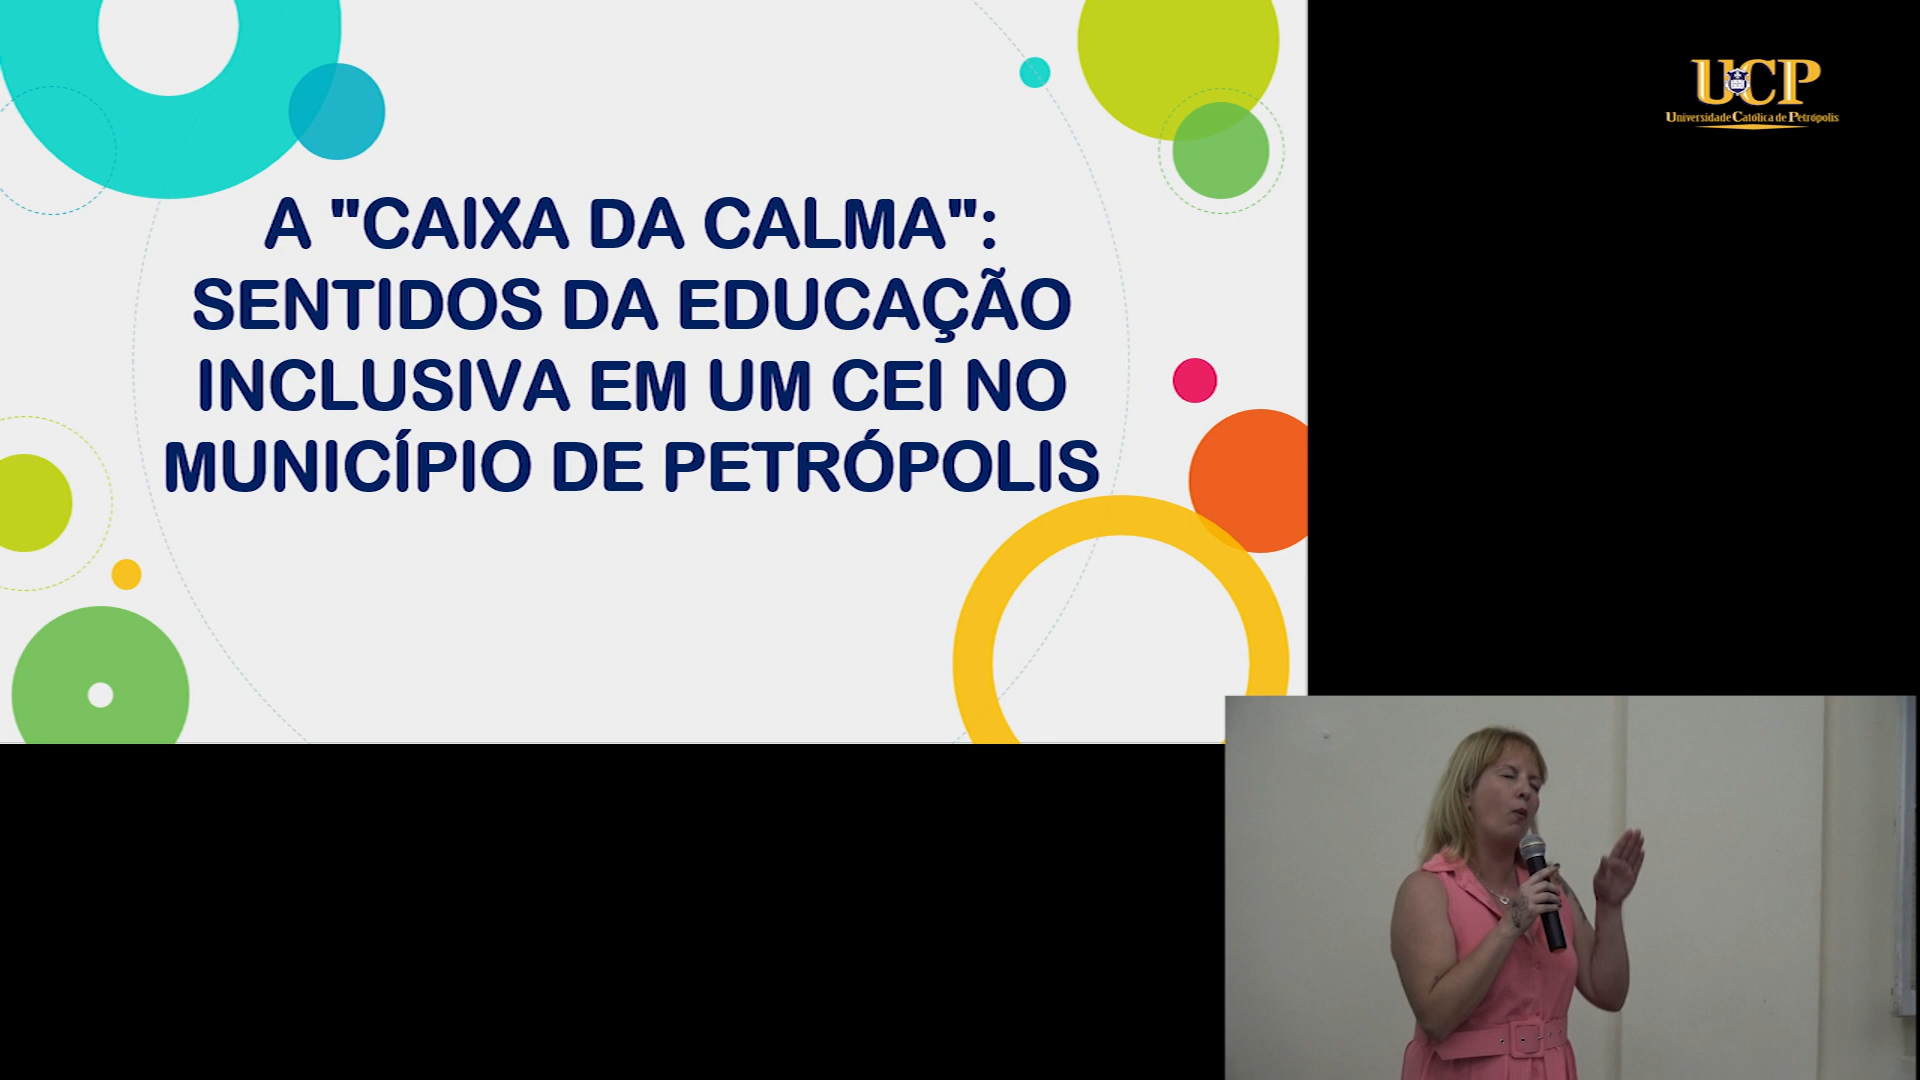 A "CAIXA DA CALMA":
SENTIDOS DA EDUCAÇÃO
INCLUSIVA EM UM CEI NO
MUNICÍPIO DE PETRÓPOLIS
UCP
Universidade Católica de Petrópolis